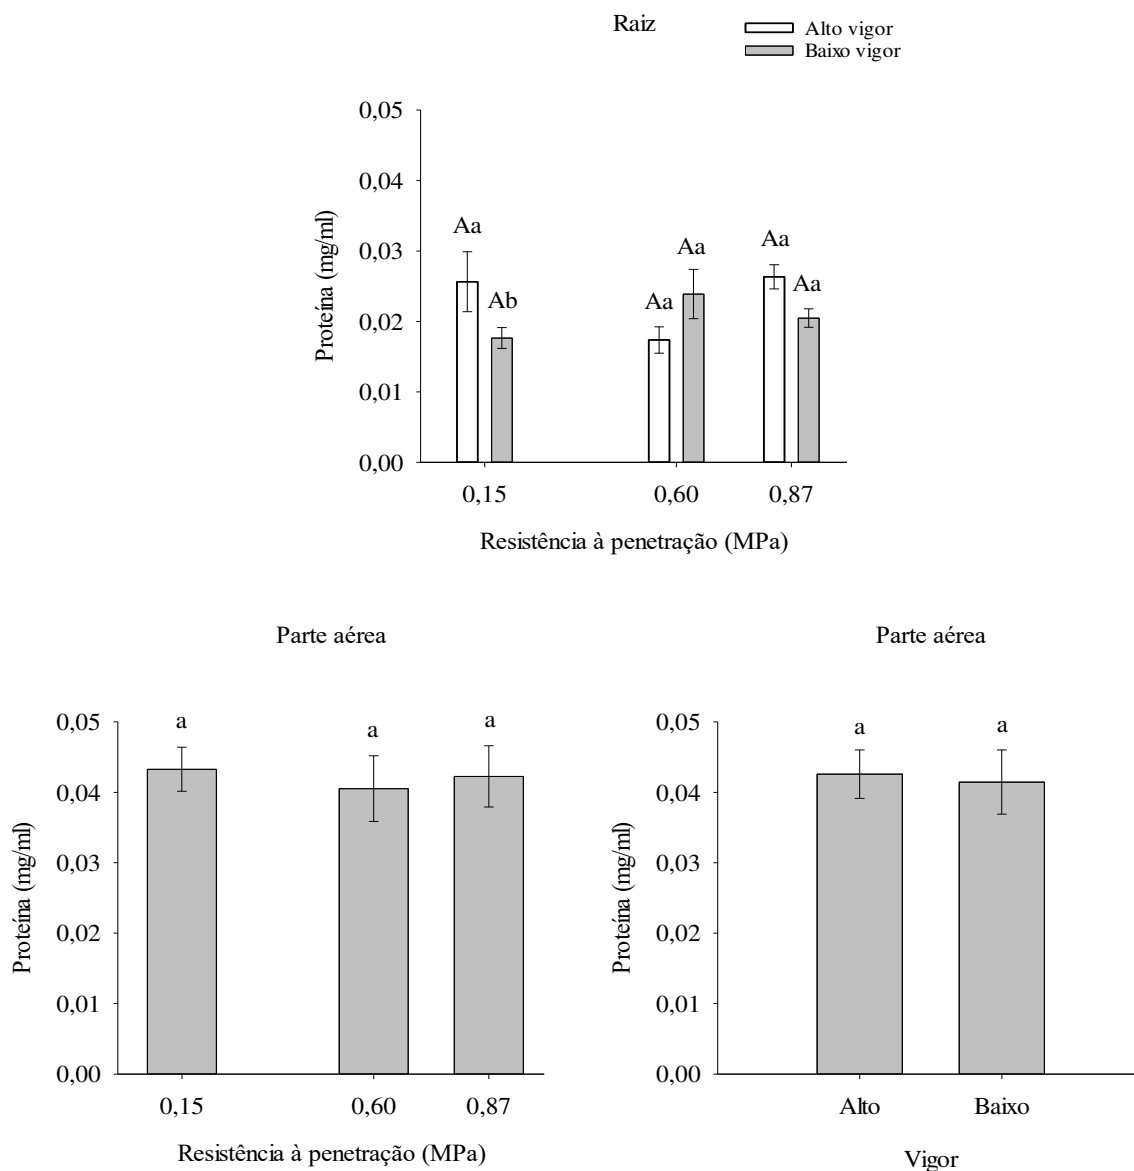 Raiz
Alto vigor
Baixo vigor
0,05
0,04
0,03
0,02
0,01
0,00
Proteína (mg/ml)
Aa
Ab
Aa
Aa
Aa
Aa
0,15
0,60
0,87
Resistência à penetração (MPa)
Parte aérea
0,05
0,04
0,03
0,02
0,01
0,00
Proteína (mg/ml)
a
a
a
0,15
0,60
0,87
Resistência à penetração (MPa)
Parte aérea
0,05
0,04
0,03
0,02
0,01
0,00
Proteína (mg/ml)
a
a
Alto
Baixo
Vigor